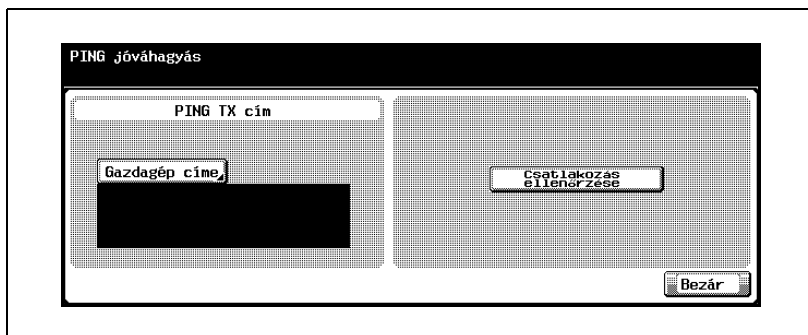 PING jóváhagyás
PING TX cím
Gazdagép címe
Csatlakozás
ellenőrzése
Bezár